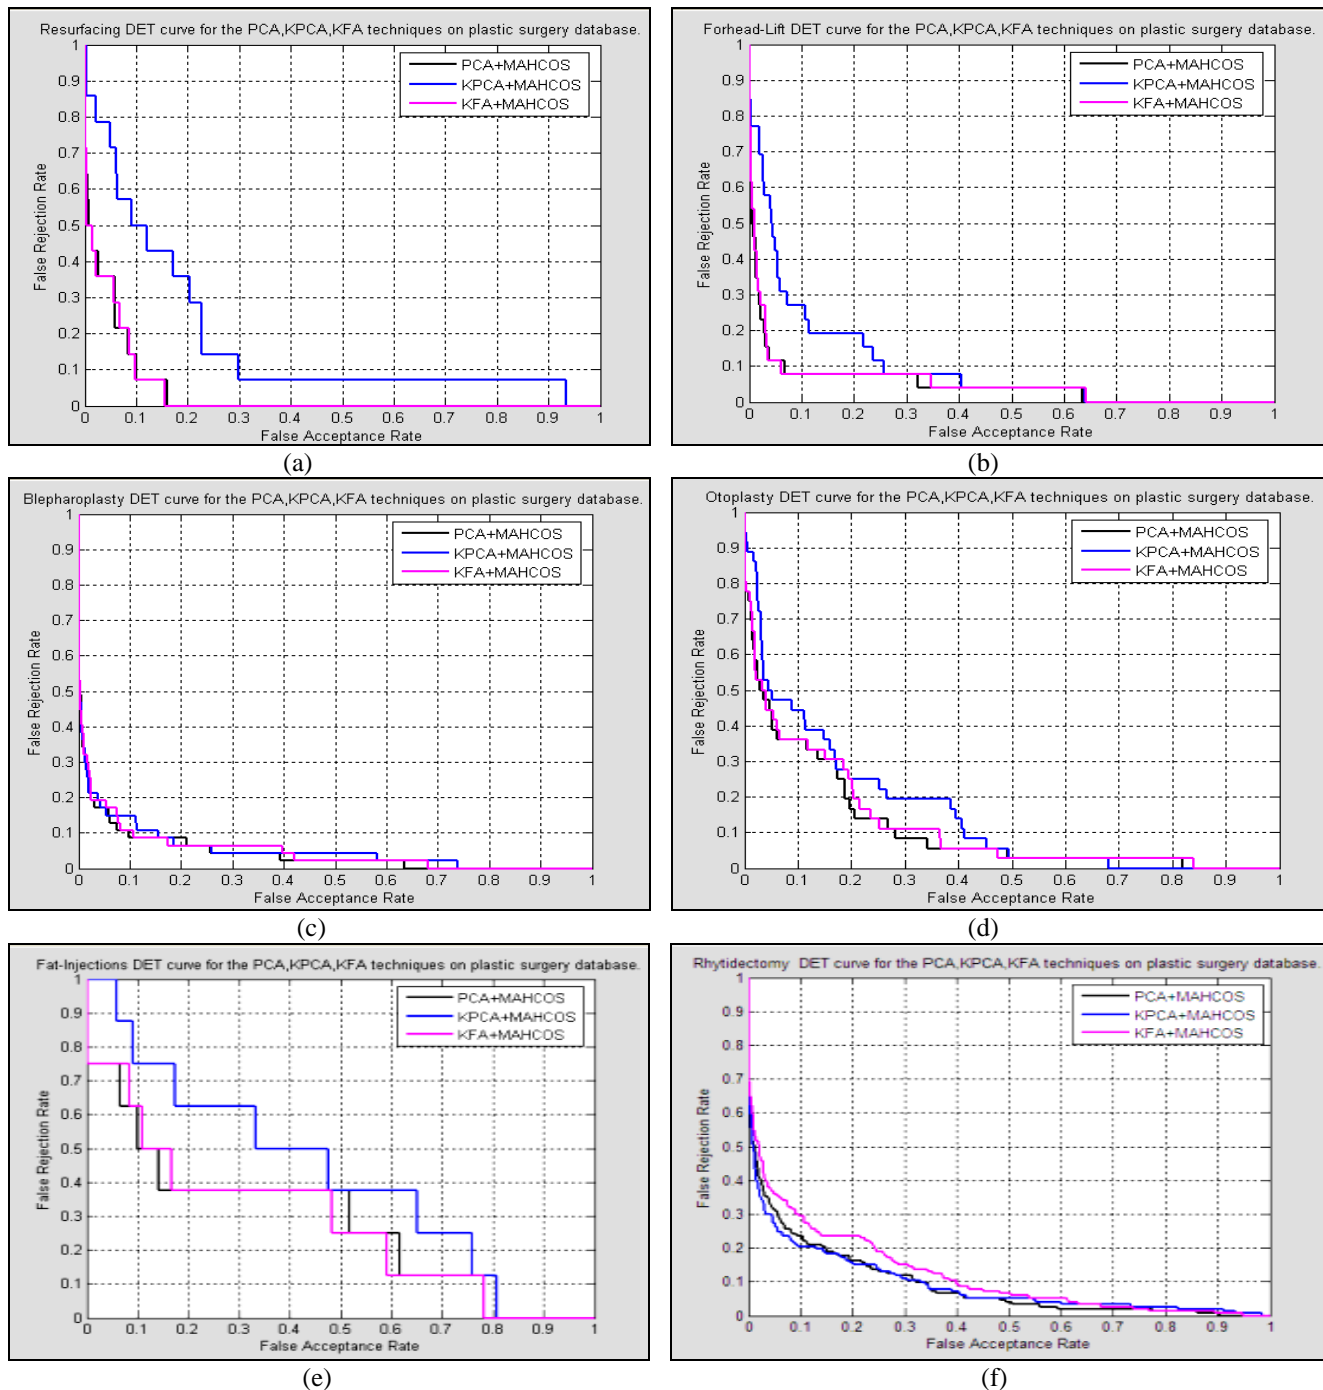 Resurfacing DET curve for the PCA,KPCA,KFA techniques on plastic surgery database.
1
0.9
0.8
0.7
0.6
0.5
0.4
0.3
0.2
0.1
0
False Rejection Rate
PCA+MAHCOS
KPCA+MAHCOS
KFA+MAHCOS
0 0.1 0.2 0.3 0.4 0.5 0.6 0.7 0.8 0.9 1
False Acceptance Rate
(a)
Forhead-Lift DET curve for the PCA,KPCA,KFA techniques on plastic surgery database.
1
0.9
0.8
0.7
0.6
0.5
0.4
0.3
0.2
0.1
0
False Rejection Rate
PCA+MAHCOS
KPCA+MAHCOS
KFA+MAHCOS
0 0.1 0.2 0.3 0.4 0.5 0.6 0.7 0.8 0.9 1
False Acceptance Rate
(b)
Blepharoplasty DET curve for the PCA,KPCA,KFA techniques on plastic surgery database.
1
0.9
0.8
0.7
0.6
0.5
0.4
0.3
0.2
0.1
0
False Rejection Rate
PCA+MAHCOS
KPCA+MAHCOS
KFA+MAHCOS
0 0.1 0.2 0.3 0.4 0.5 0.6 0.7 0.8 0.9 1
False Acceptance Rate
(c)
Otoplasty DET curve for the PCA,KPCA,KFA techniques on plastic surgery database.
1
0.9
0.8
0.7
0.6
0.5
0.4
0.3
0.2
0.1
0
False Rejection Rate
PCA+MAHCOS
KPCA+MAHCOS
KFA+MAHCOS
0 0.1 0.2 0.3 0.4 0.5 0.6 0.7 0.8 0.9 1
False Acceptance Rate
(d)
Fat-Injections DET curve for the PCA,KPCA,KFA techniques on plastic surgery database.
1
0.9
0.8
0.7
0.6
0.5
0.4
0.3
0.2
0.1
0
False Rejection Rate
PCA+MAHCOS
KPCA+MAHCOS
KFA+MAHCOS
0 0.1 0.2 0.3 0.4 0.5 0.6 0.7 0.8 0.9 1
False Acceptance Rate
(e)
Rhytidectomy DET curve for the PCA,KPCA,KFA techniques on plastic surgery database.
1
0.9
0.8
0.7
0.6
0.5
0.4
0.3
0.2
0.1
0
False Rejection Rate
PCA+MAHCOS
KPCA+MAHCOS
KFA+MAHCOS
0 0.1 0.2 0.3 0.4 0.5 0.6 0.7 0.8 0.9 1
False Acceptance Rate
(f)